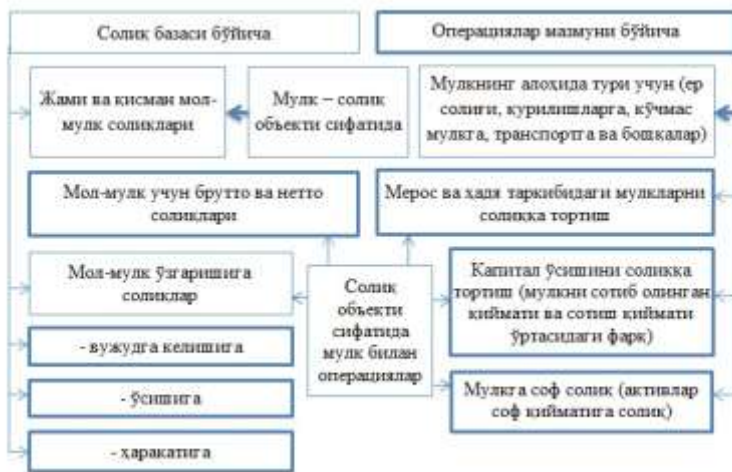 Солиқ базаси бўйича
Операциялар мазмуни бўйича
Жами ва қисман мол-
мулк солиқлари
Мулк – солиқ
объекти сифатида
Мулкнинг алоҳида тури учун (ер
солиғи, қурилишларга, кўчмас
мулкга, транспортга ва бошқалар)
Мол-мулк учун брутто ва нетто
солиқлари
Мерос ва ҳадя таркибидаги мулкларни
солиққа тортиш
Мол-мулк ўзгаришига
солиқлар
Солиқ
объекти
сифатида
мулк билан
операциялар
Капитал ўсишини солиққа
тортиш (мулкни сотиб олинган
қиймати ва сотиш қиймати
ўртасидаги фарқ)
- вужудга келишига
- ўсишига
Мулкга соф солиқ (активлар
соф қийматига солиқ)
- ҳаракатига